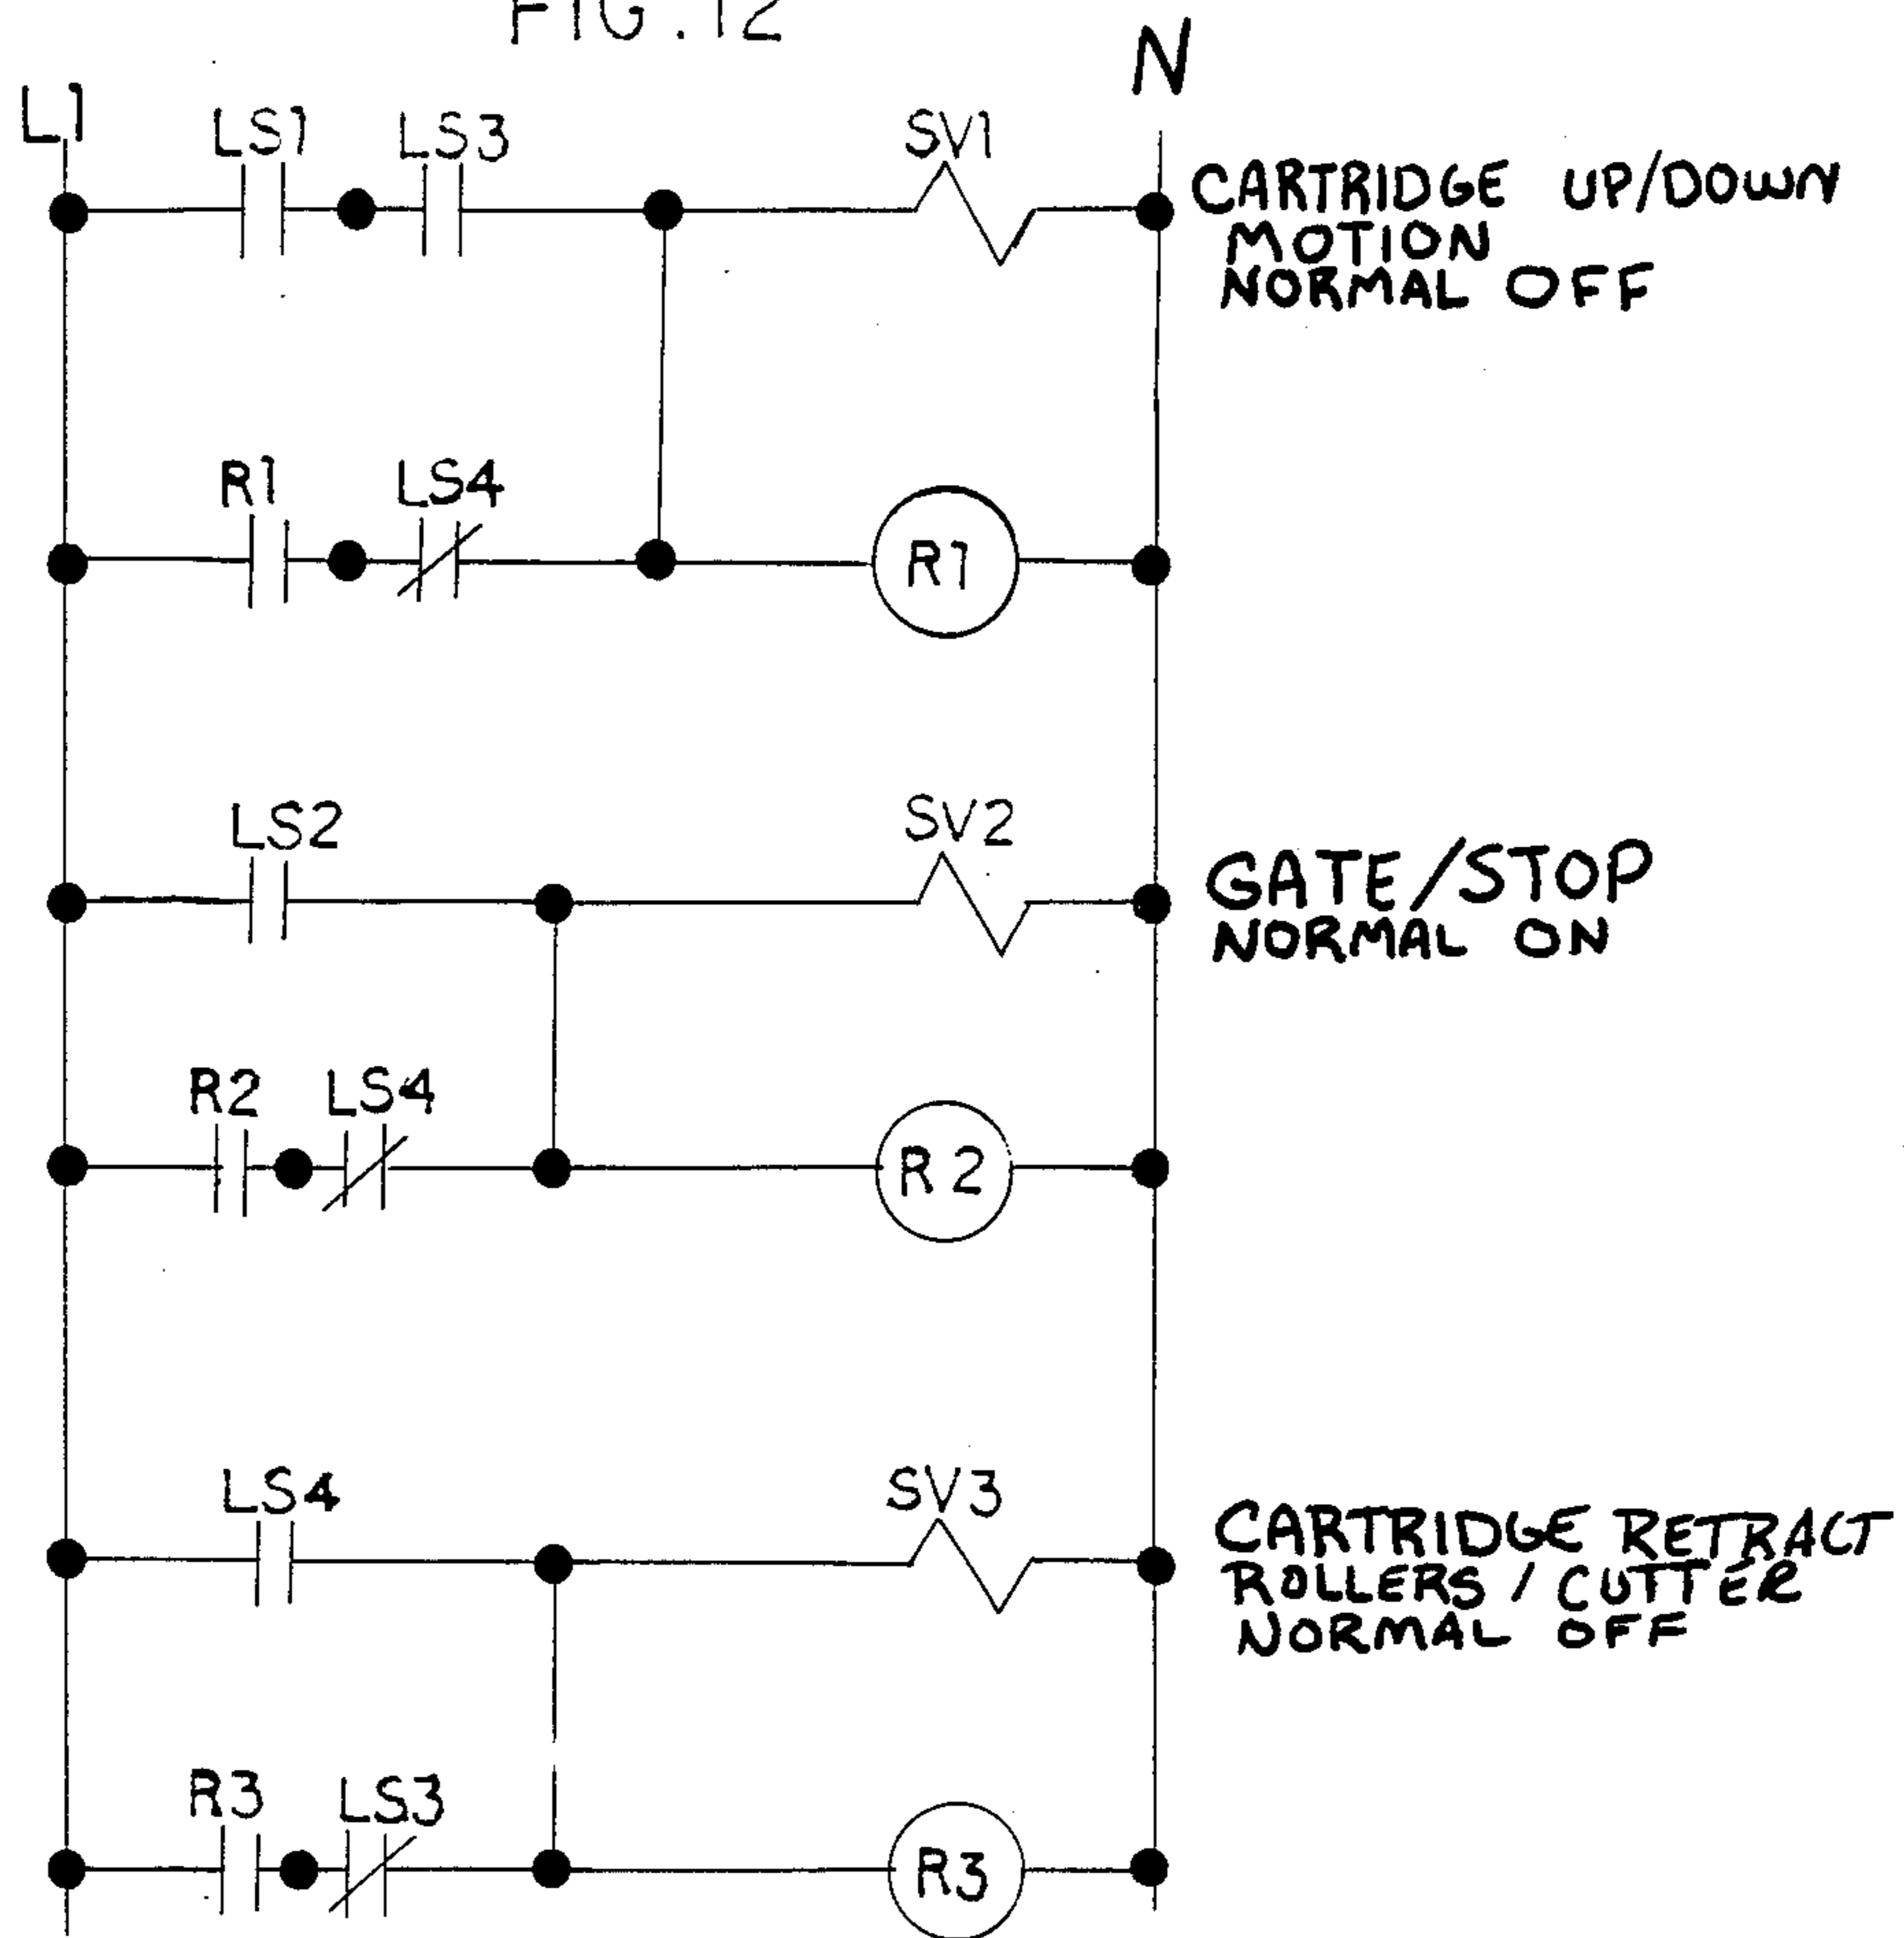 FIG.12
N
L1
LS1 LS3 SV1
CARTRIDGE UP/DOWN
MOTION
NORMAL OFF
R1 LS4
R1
LS2 SV2
GATE/STOP
NORMAL ON
R2 LS4
R2
LS4 SV3
CARTRIDGE RETRACT
ROLLERS / CUTTER
NORMAL OFF
R3 LS3
R3